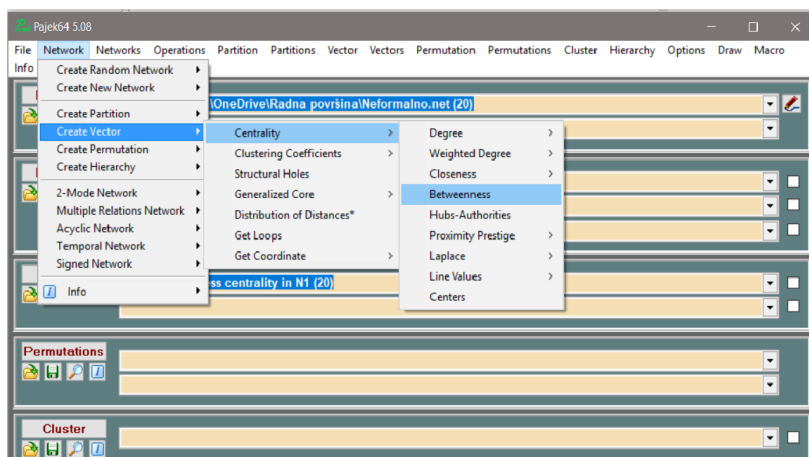 Pajek64 5.08
File Network Networks Operations Partition Partitions Vector Vectors Permutation Permutations Cluster Hierarchy Options Draw Macro
Info
Create Random Network
Create New Network
Create Partition
Create Vector
Create Permutation
Create Hierarchy
2-Mode Network
Multiple Relations Network
Acyclic Network
Temporal Network
Signed Network
Info
Centrality
Clustering Coefficients
Structural Holes
Generalized Core
Distribution of Distances*
Get Loops
Get Coordinate
Degree
Weighted Degree
Closeness
Betweenness
Hubs-Authorities
Proximity Prestige
Laplace
Line Values
Centers
\OneDrive\Radna površina\Neformalno.net (20)
ss centrality in N1 (20)
Permutations
Cluster